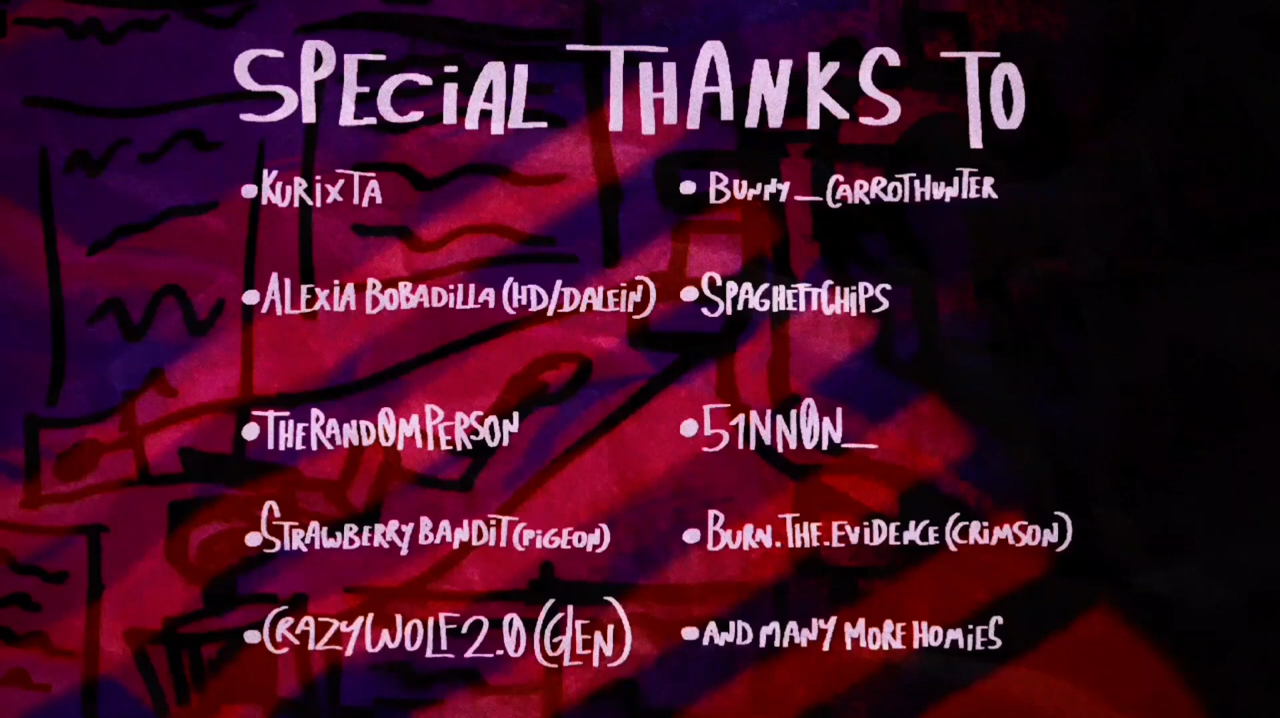 SPECiAL THANKS TO
•KURiXTA
•ALEXiA BOBADiLLA (HD/DALEiN)
•THERAND0MPERSON
•STRAWBERRY BANDiT(PiGEON)
•CRAZYWOLF2.0 (GLEN)
•BUNNY_CARROTHUNTER
•SPAGHETTCHiPS
•51NN0N_
•BURN.THE.EViDENCE(CRiMSON)
•AND MANY MORE HOMiES